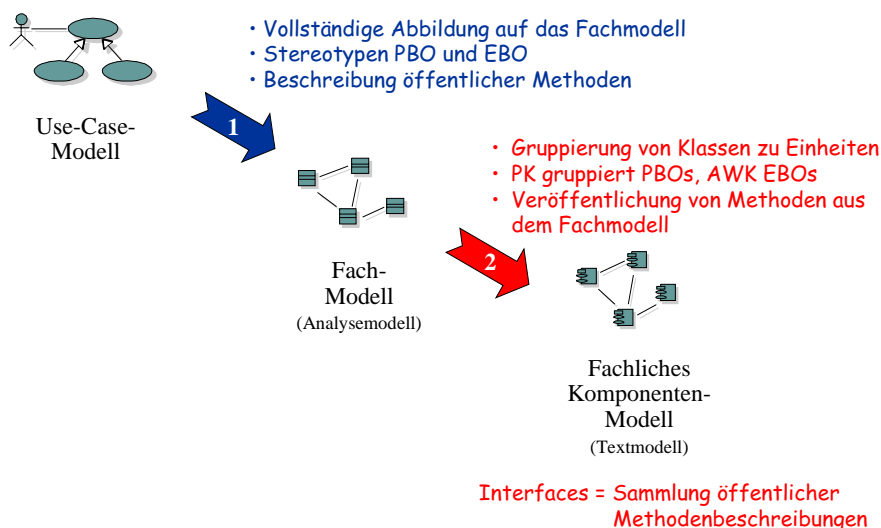 • Vollständige Abbildung auf das Fachmodell
• Stereotypen PBO und EBO
• Beschreibung öffentlicher Methoden
Use-Case-
Modell
1
• Gruppierung von Klassen zu Einheiten
• PK gruppiert PBOs, AWK EBOs
• Veröffentlichung von Methoden aus
dem Fachmodell
2
Fach-
Modell
(Analysemodell)
Fachliches
Komponenten-
Modell
(Textmodell)
Interfaces = Sammlung öffentlicher
Methodenbeschreibungen